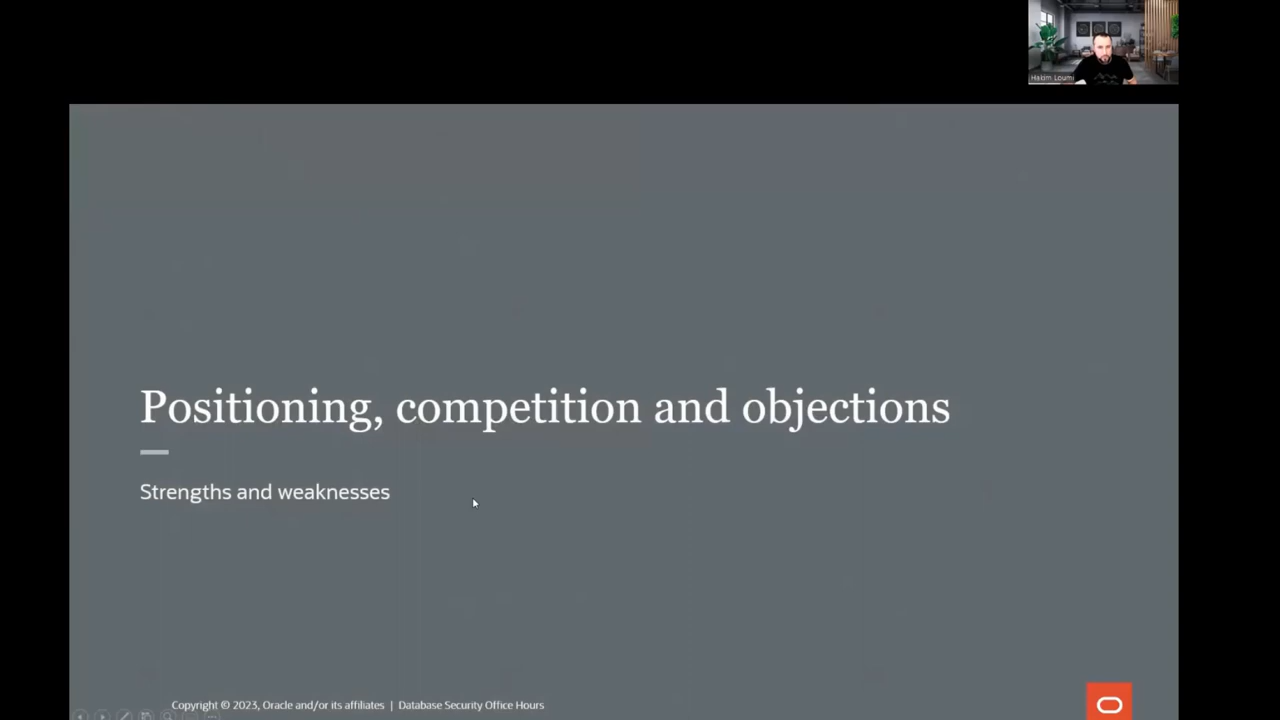 Hakim Loumi
Positioning, competition and objections
Strengths and weaknesses
Copyright © 2023, Oracle and/or its affiliates | Database Security Office Hours